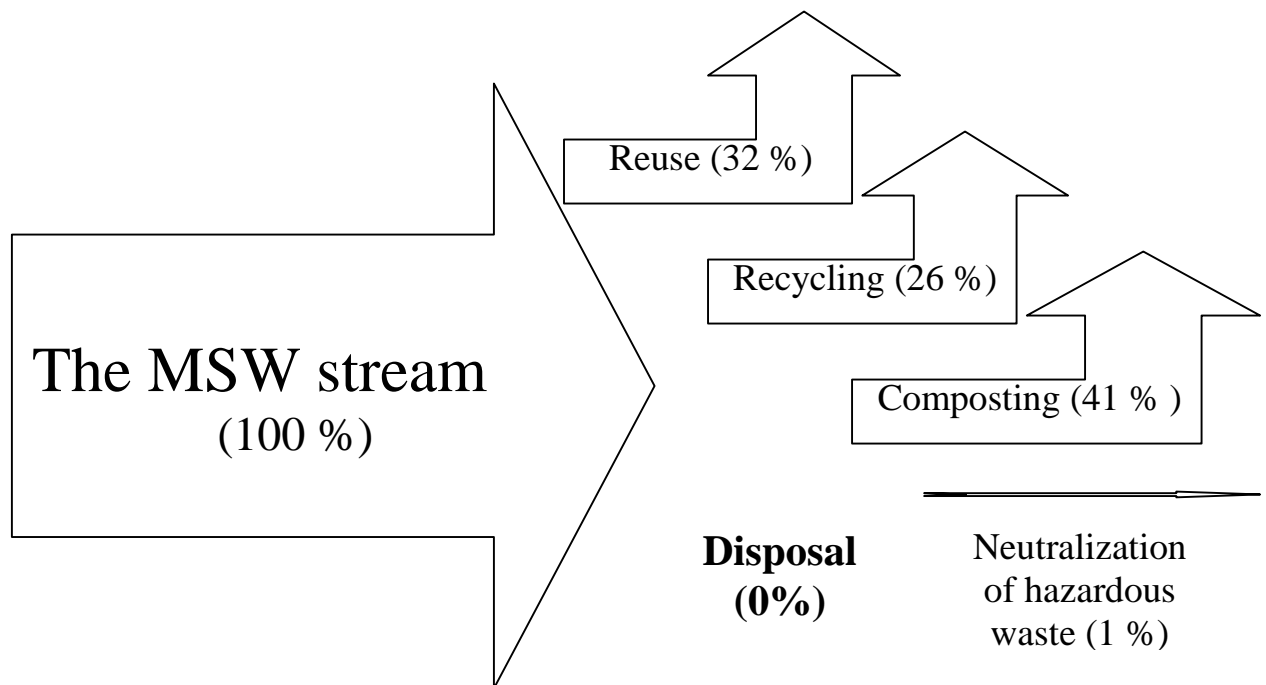 Reuse (32 %)
Recycling (26 %)
The MSW stream
(100 %)
Composting (41 % )
Disposal
(0%)
Neutralization
of hazardous
waste (1 %)